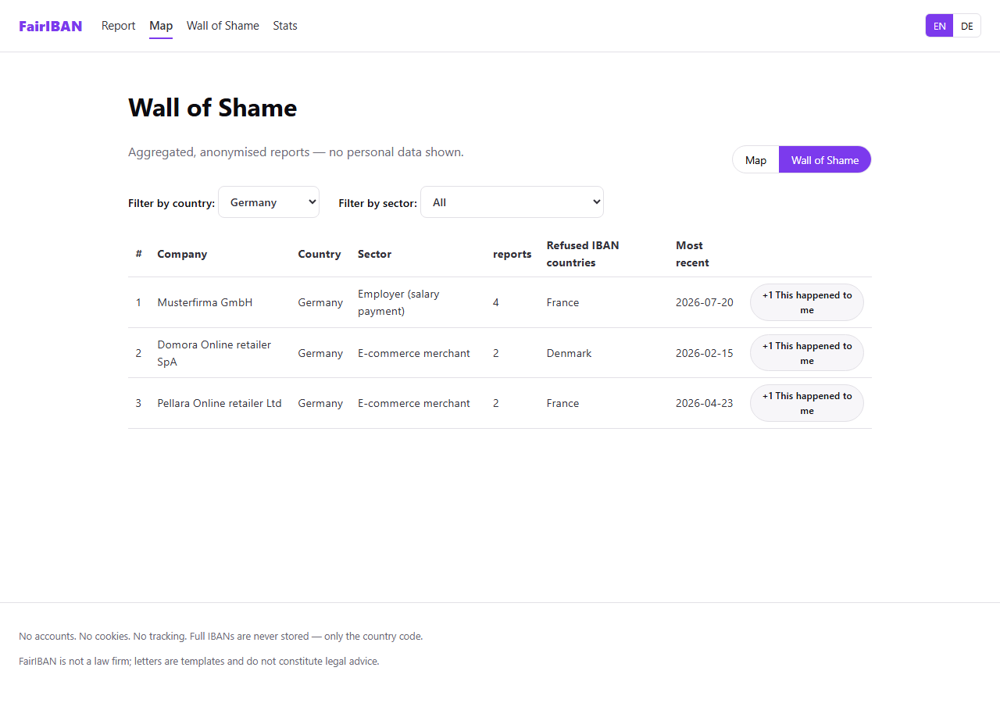 FairIBAN Report Map Wall of Shame Stats EN DE
Wall of Shame
Aggregated, anonymised reports — no personal data shown.
Map Wall of Shame
Filter by country: Germany Filter by sector: All
# Company Country Sector reports Refused IBAN countries Most recent
1 Musterfirma GmbH Germany Employer (salary payment) 4 France 2026-07-20 +1 This happened to me
2 Domora Online retailer SpA Germany E-commerce merchant 2 Denmark 2026-02-15 +1 This happened to me
3 Pellara Online retailer Ltd Germany E-commerce merchant 2 France 2026-04-23 +1 This happened to me
No accounts. No cookies. No tracking. Full IBANs are never stored — only the country code.
FairIBAN is not a law firm; letters are templates and do not constitute legal advice.